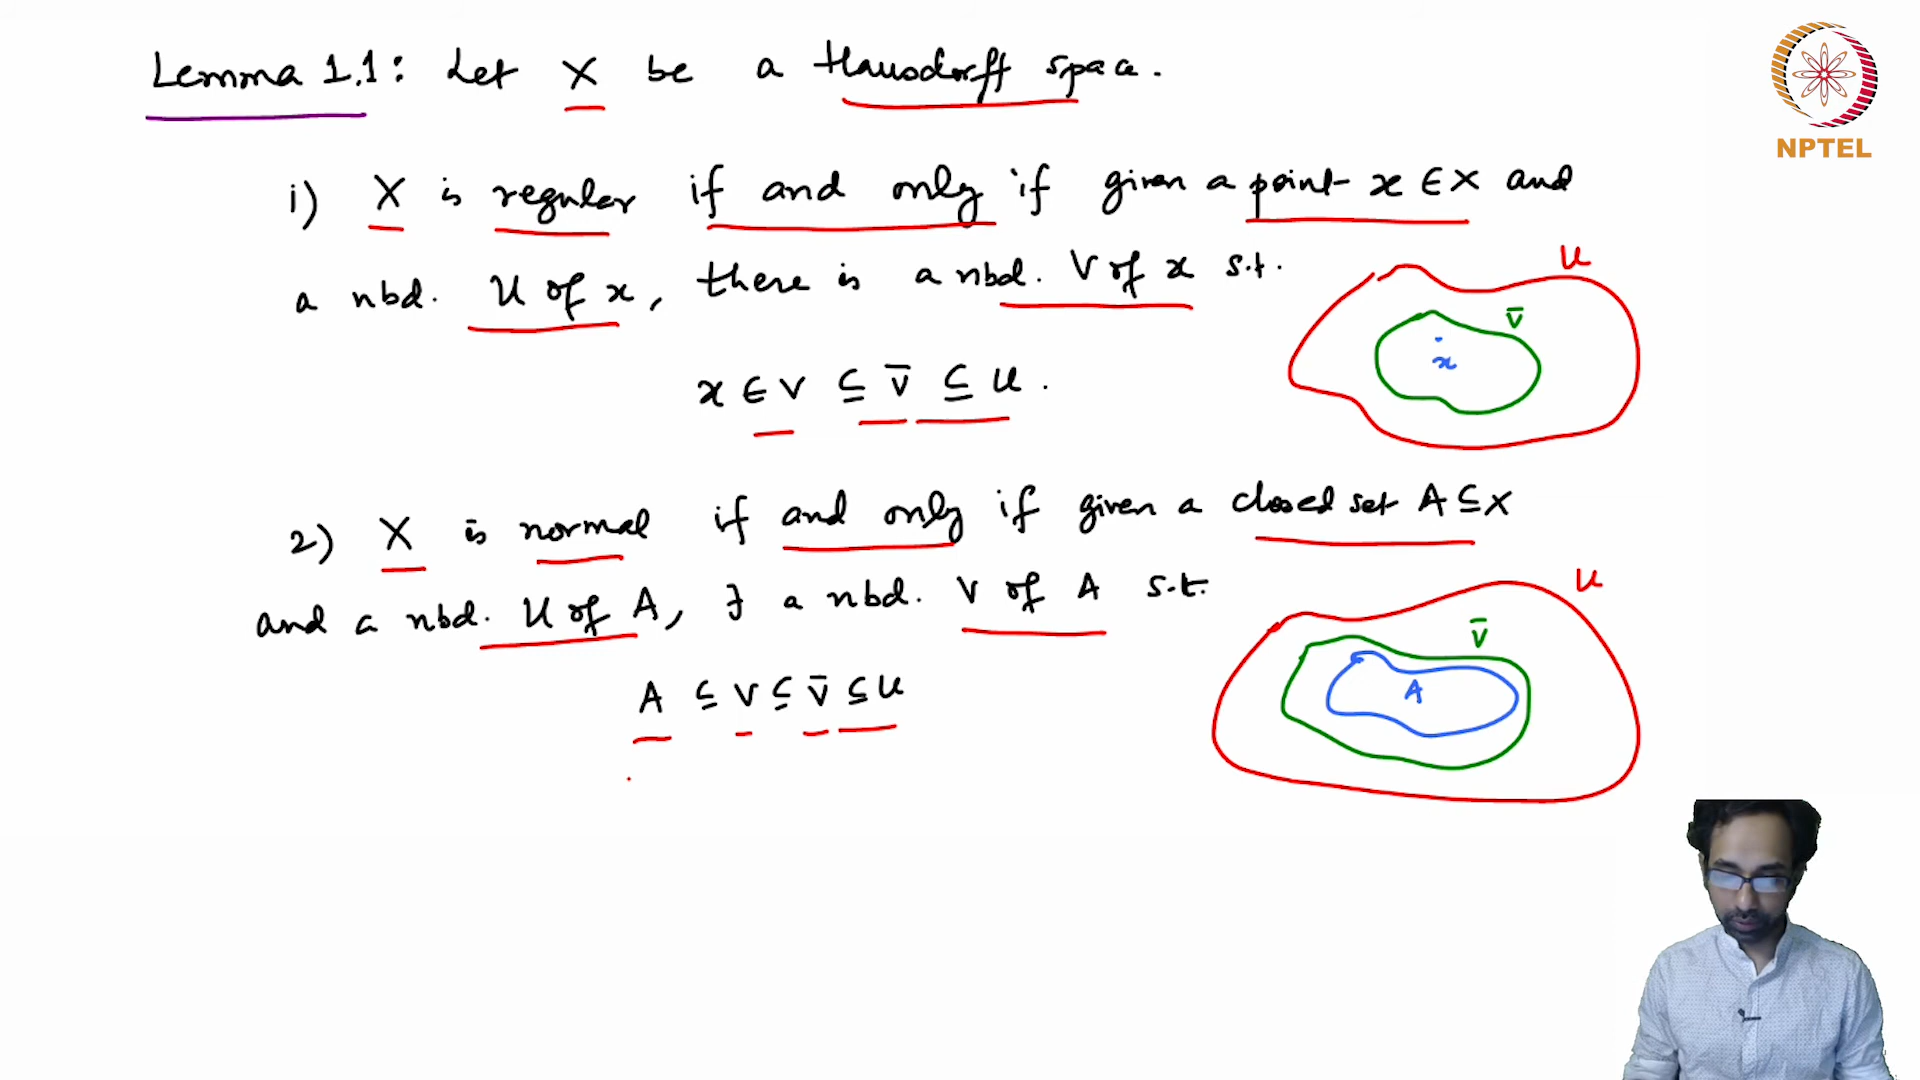 Lemma 1.1: Let X be a Hausdorff space.
NPTEL
1) X is regular if and only if given a point x ∈ X and
a nbd. U of x, there is a nbd. V of x s.t.
x ∈ V ⊆ V̅ ⊆ U.
U
V̅
x
2) X is normal if and only if given a closed set A ⊆ X
and a nbd. U of A, ∃ a nbd. V of A s.t.
A ⊆ V ⊆ V̅ ⊆ U
U
V̅
A